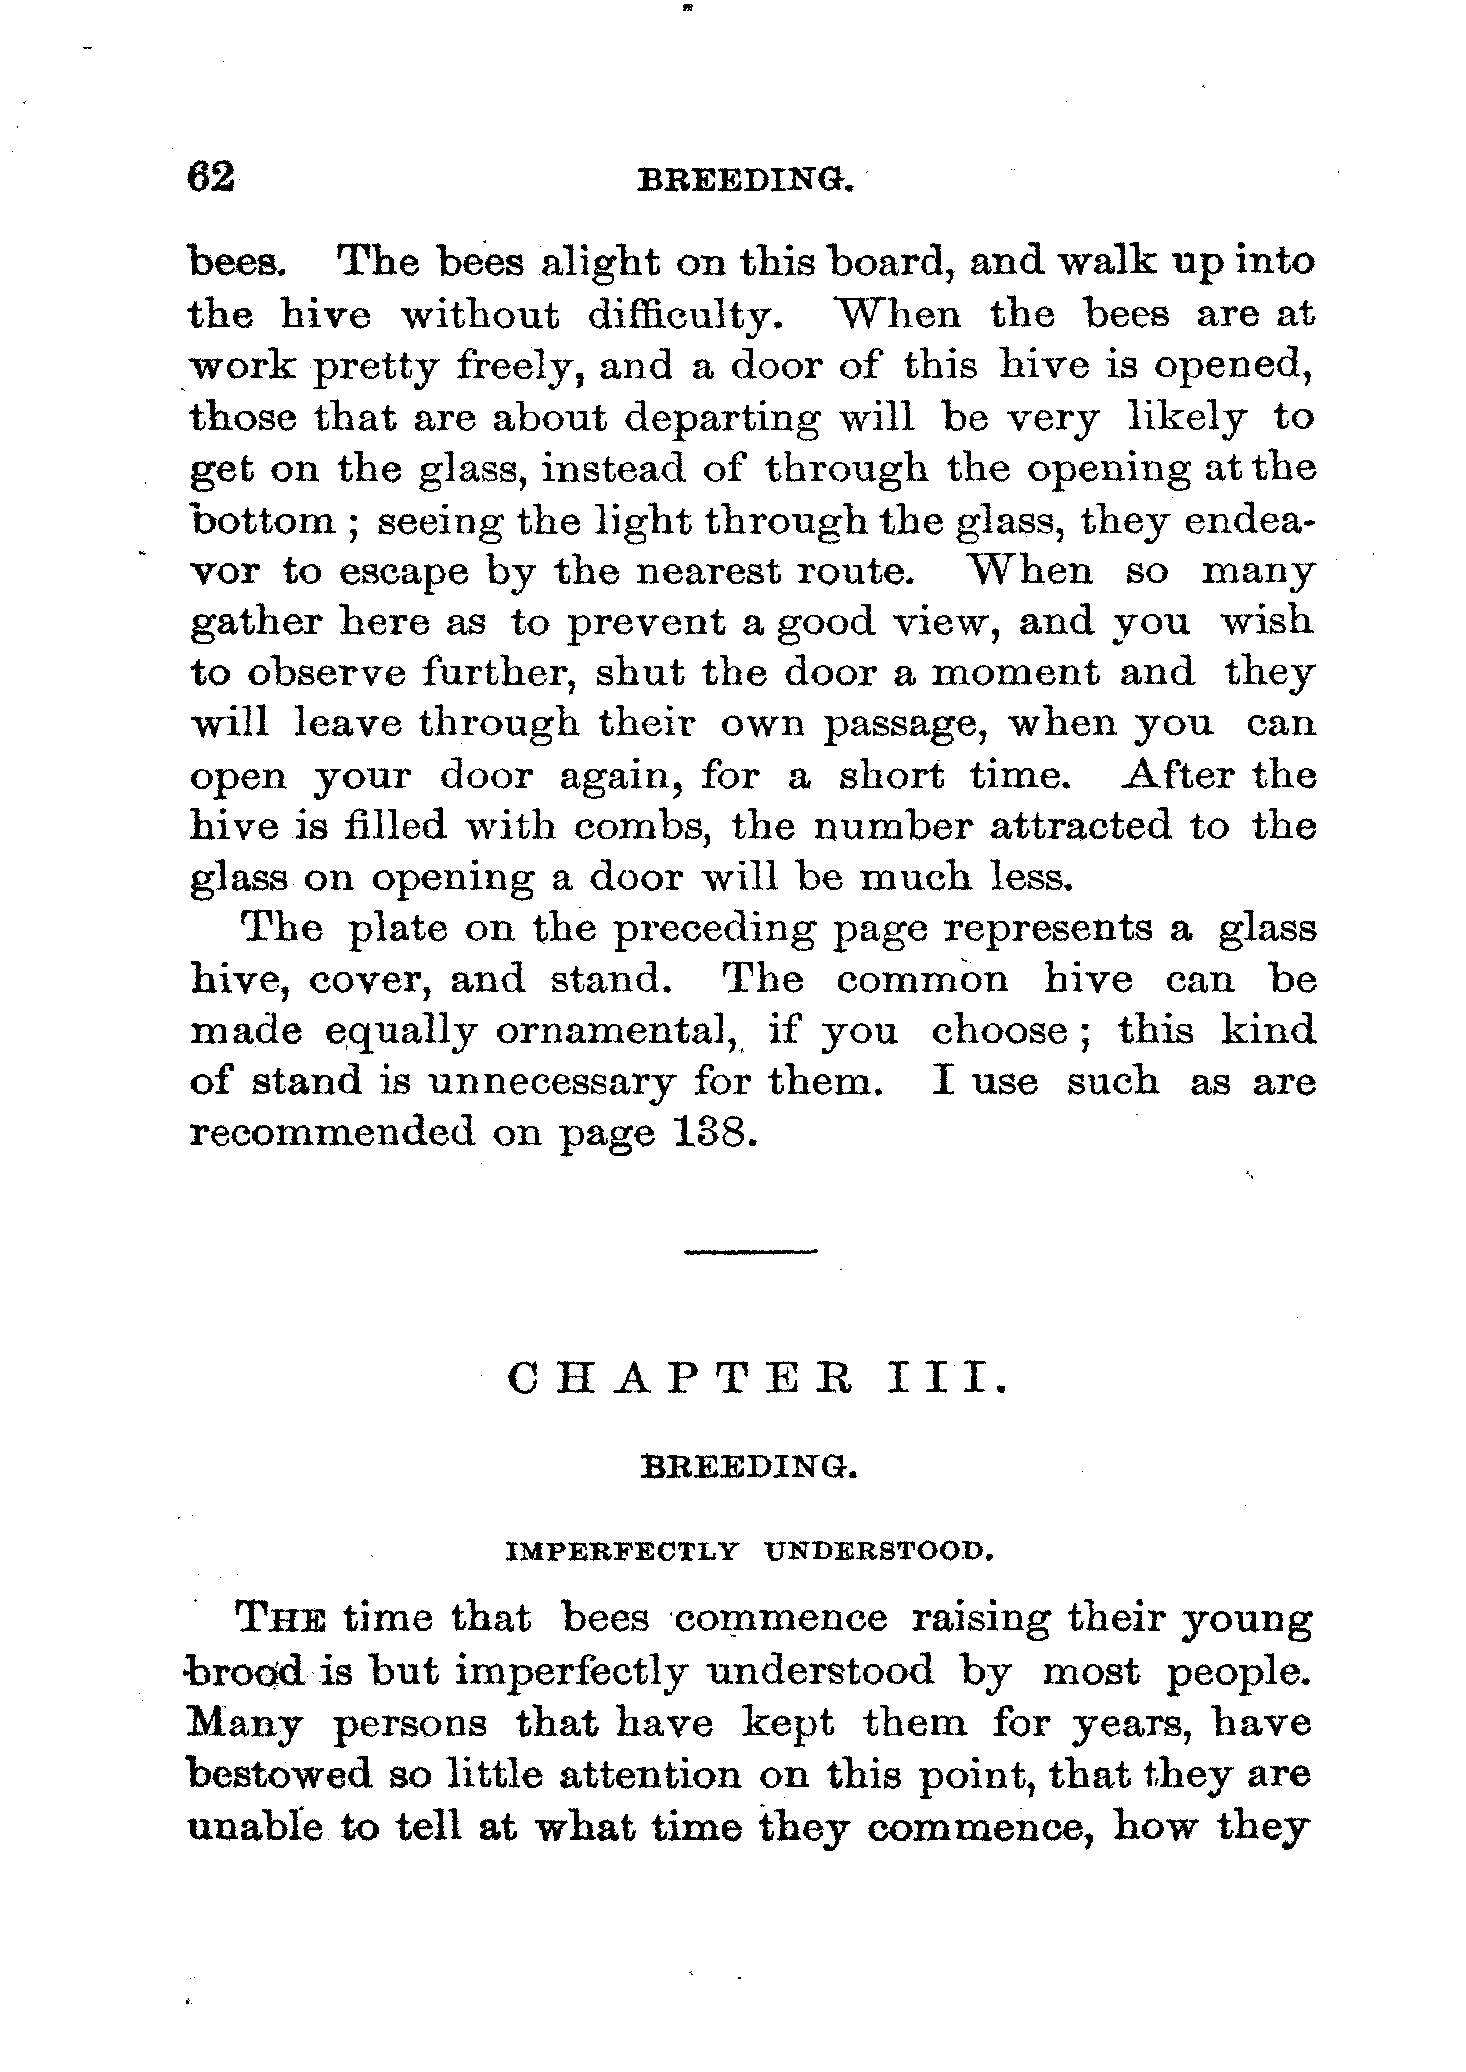 62 BREEDING.
bees. The bees alight on this board, and walk up into
the hive without difficulty. When the bees are at
work pretty freely, and a door of this hive is opened,
those that are about departing will be very likely to
get on the glass, instead of through the opening at the
bottom ; seeing the light through the glass, they endea-
vor to escape by the nearest route. When so many
gather here as to prevent a good view, and you wish
to observe further, shut the door a moment and they
will leave through their own passage, when you can
open your door again, for a short time. After the
hive is filled with combs, the number attracted to the
glass on opening a door will be much less.
The plate on the preceding page represents a glass
hive, cover, and stand. The common hive can be
made equally ornamental, if you choose ; this kind
of stand is unnecessary for them. I use such as are
recommended on page 138.
CHAPTER III.
BREEDING.
IMPERFECTLY UNDERSTOOD.
THE time that bees commence raising their young
brood is but imperfectly understood by most people.
Many persons that have kept them for years, have
bestowed so little attention on this point, that they are
unable to tell at what time they commence, how they